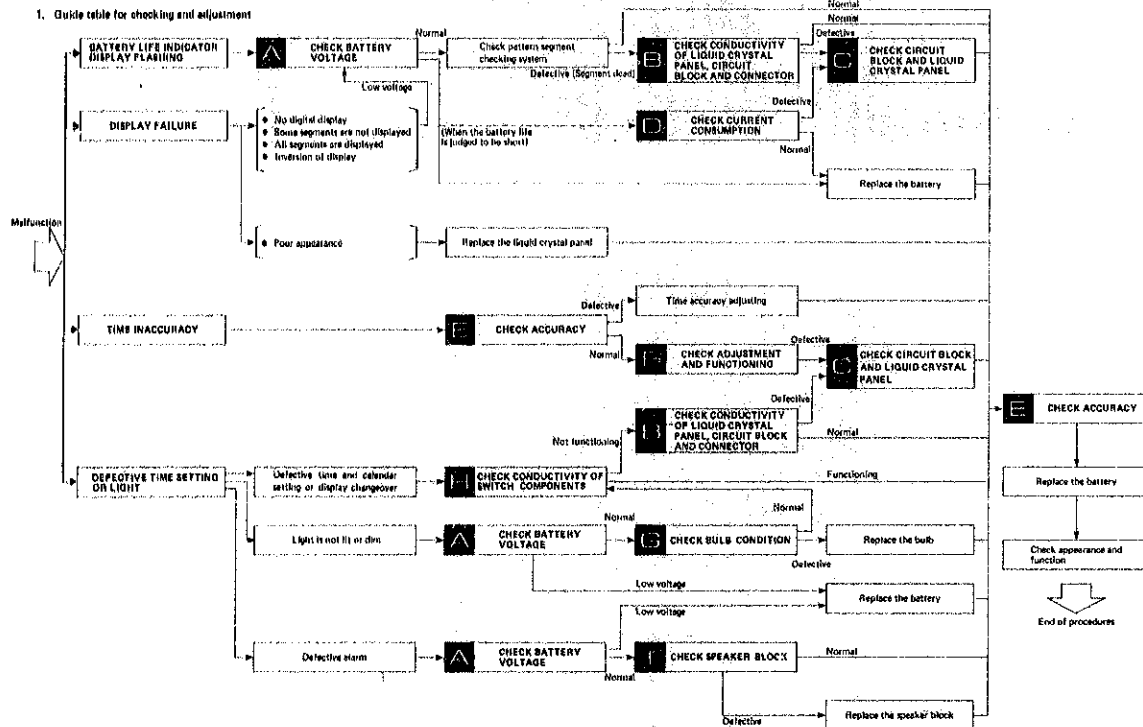 1. Guide table for checking and adjustment
Malfunction
BATTERY LIFE INDICATOR
DISPLAY FLASHING
A
CHECK BATTERY
VOLTAGE
Normal
Low voltage
Check pattern segment
checking system
Defective (Segment dead)
B
CHECK CONDUCTIVITY
OF LIQUID CRYSTAL
PANEL, CIRCUIT
BLOCK AND CONNECTOR
Normal
Normal
Defective
C
CHECK CIRCUIT
BLOCK AND LIQUID
CRYSTAL PANEL
DISPLAY FAILURE
No digital display
Some segments are not displayed
All segments are displayed
Inversion of display
(When the battery life
is judged to be short)
D
CHECK CURRENT
CONSUMPTION
Defective
Normal
Replace the battery
Poor appearance
Replace the liquid crystal panel
TIME INACCURACY
E
CHECK ACCURACY
Defective
Time accuracy adjusting
Normal
F
CHECK ADJUSTMENT
AND FUNCTIONING
Defective
C
CHECK CIRCUIT BLOCK
AND LIQUID CRYSTAL
PANEL
Defective
B
CHECK CONDUCTIVITY
OF LIQUID CRYSTAL
PANEL, CIRCUIT BLOCK
AND CONNECTOR
Not functioning
Normal
DEFECTIVE TIME SETTING
OR LIGHT
Defective time and calendar
setting or display changeover
H
CHECK CONDUCTIVITY OF
SWITCH COMPONENTS
Functioning
Normal
Light is not lit or dim
A
CHECK BATTERY
VOLTAGE
Normal
G
CHECK BULB CONDITION
Defective
Replace the bulb
Low voltage
Replace the battery
Low voltage
Defective alarm
A
CHECK BATTERY
VOLTAGE
Normal
I
CHECK SPEAKER BLOCK
Normal
Defective
Replace the speaker block
E
CHECK ACCURACY
Replace the battery
Check appearance and
function
End of procedures